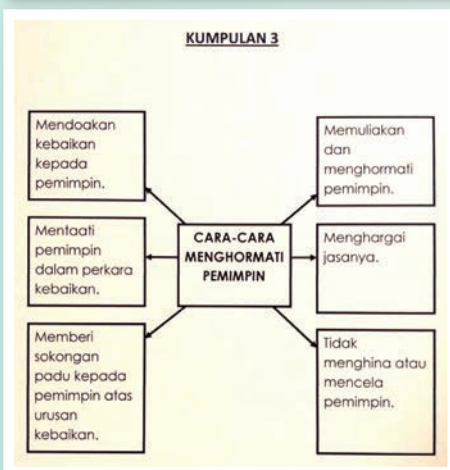 KUMPULAN 3
Mendoakan
kebaikan
kepada
pemimpin.
Mentaati
pemimpin
dalam perkara
kebaikan.
Memberi
sokongan
padu kepada
pemimpin atas
urusan
kebaikan.
CARA-CARA
MENGHORMATI
PEMIMPIN
Memuliakan
dan
menghormati
pemimpin.
Menghargai
jasanya.
Tidak
menghina atau
mencela
pemimpin.